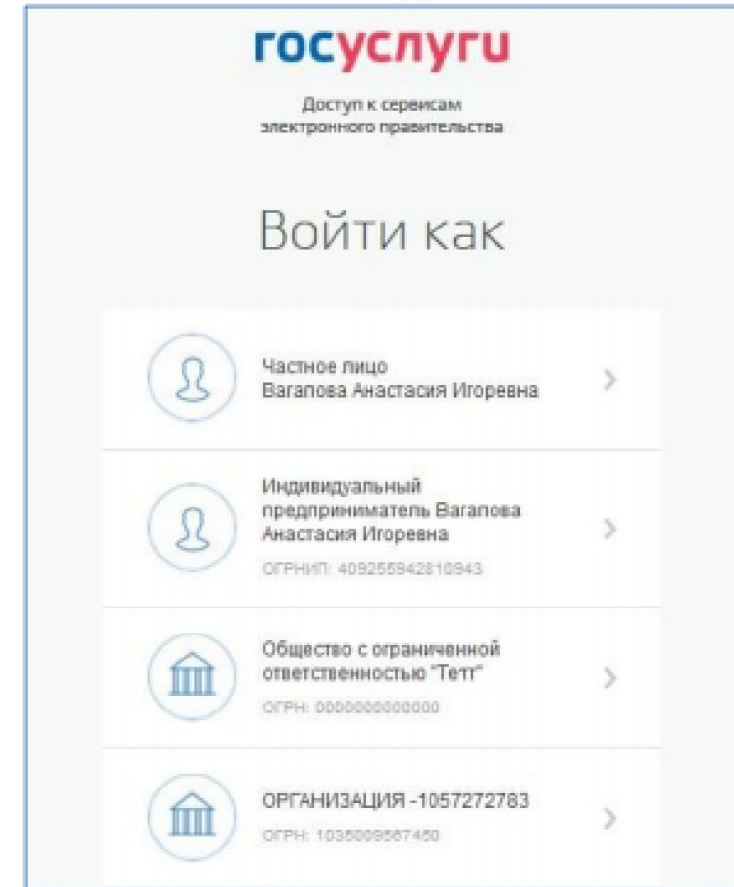 госуслуги
Доступ к сервисам
электронного правительства
Войти как
Частное лицо
Вагапова Анастасия Игоревна
Индивидуальный
предприниматель Вагапова
Анастасия Игоревна
ОГРНИП: 409255942810943
Общество с ограниченной
ответственностью "Тетт"
ОГРН: 0000000000000
ОРГАНИЗАЦИЯ -1057272783
ОГРН: 1035009567450